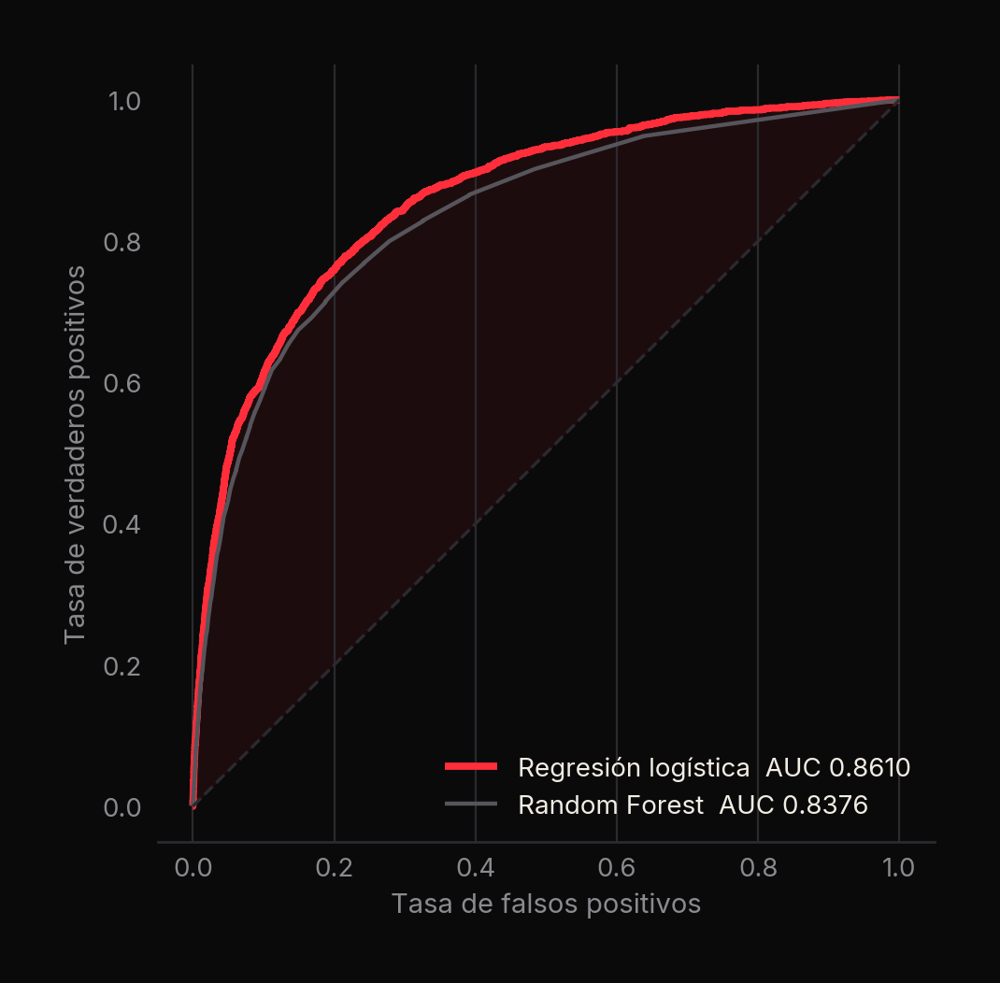 1.0
0.8
0.6
0.4
0.2
0.0
Tasa de verdaderos positivos
Regresión logística AUC 0.8610
Random Forest AUC 0.8376
0.0 0.2 0.4 0.6 0.8 1.0
Tasa de falsos positivos